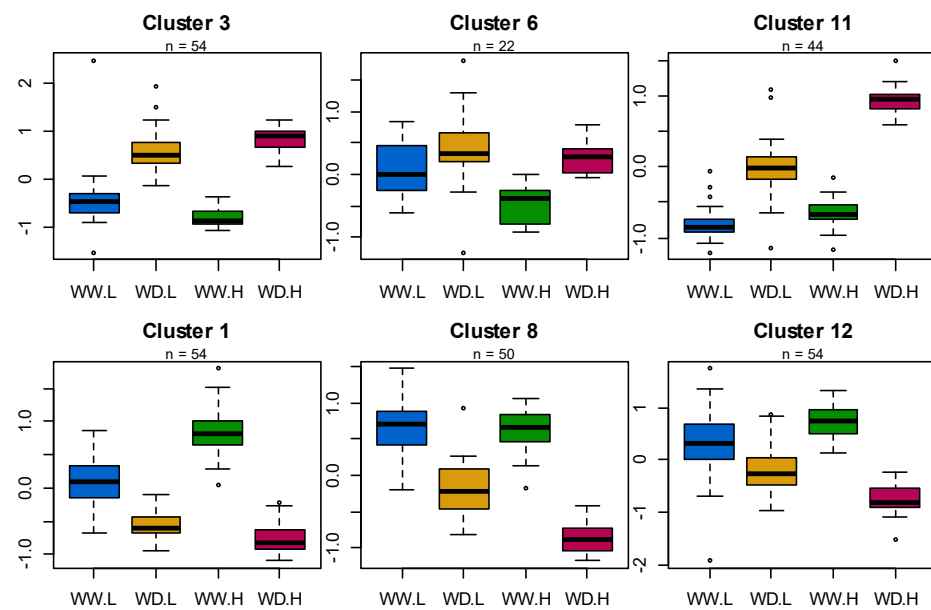 Cluster 3
n = 54
2
1
0
-1
WW.L WD.L WW.H WD.H
Cluster 6
n = 22
1.0
0.0
-1.0
WW.L WD.L WW.H WD.H
Cluster 11
n = 44
1.0
0.0
-1.0
WW.L WD.L WW.H WD.H
Cluster 1
n = 54
1.0
0.0
-1.0
WW.L WD.L WW.H WD.H
Cluster 8
n = 50
1.0
0.0
-1.0
WW.L WD.L WW.H WD.H
Cluster 12
n = 54
1
0
-1
-2
WW.L WD.L WW.H WD.H